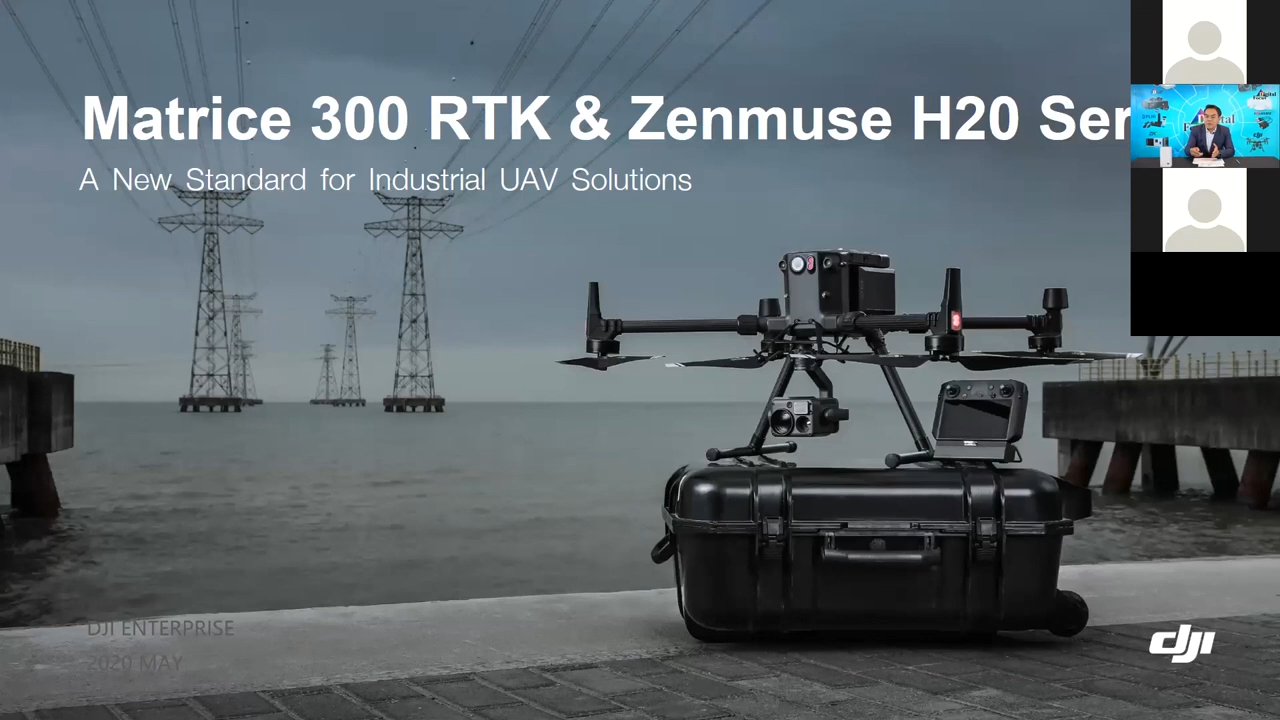 Matrice 300 RTK & Zenmuse H20 Ser
A New Standard for Industrial UAV Solutions
DJI ENTERPRISE
2020 MAY
dji